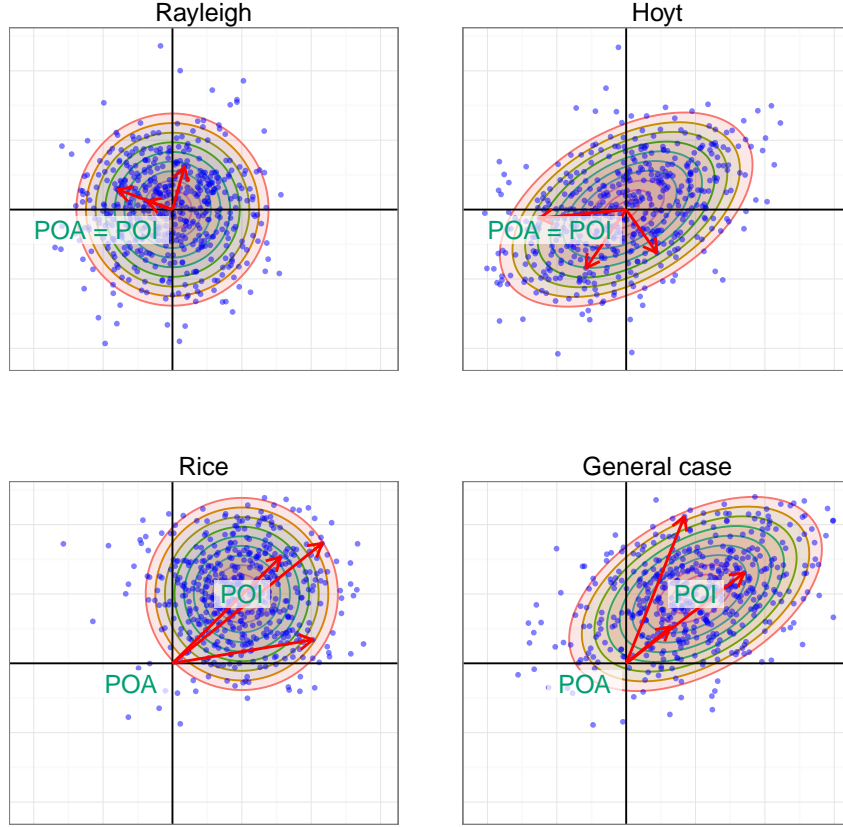 Rayleigh
Hoyt
POA = POI
POA = POI
Rice
General case
POI
POI
POA
POA